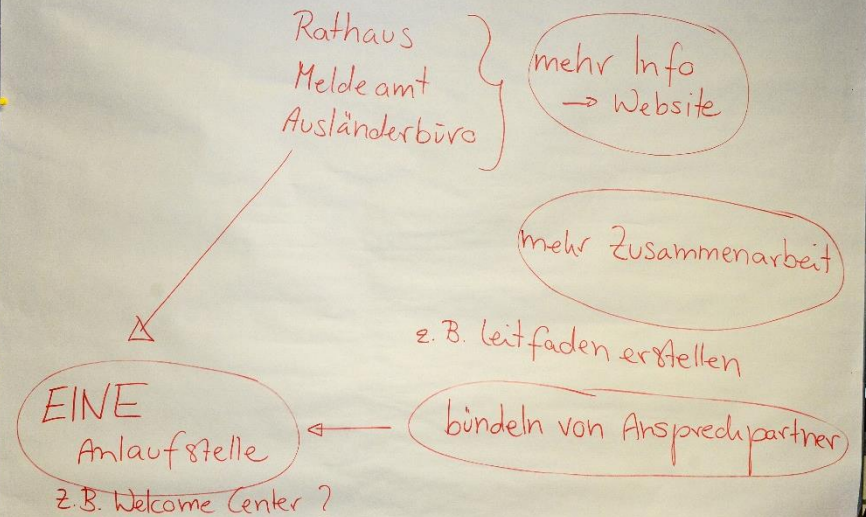 Rathaus
Meldeamt
Ausländerbüro
mehr Info
→ Website
mehr Zusammenarbeit
z.B. Leitfaden erstellen
bündeln von Ansprechpartner
EINE
Anlaufstelle
z.B. Welcome Center ?